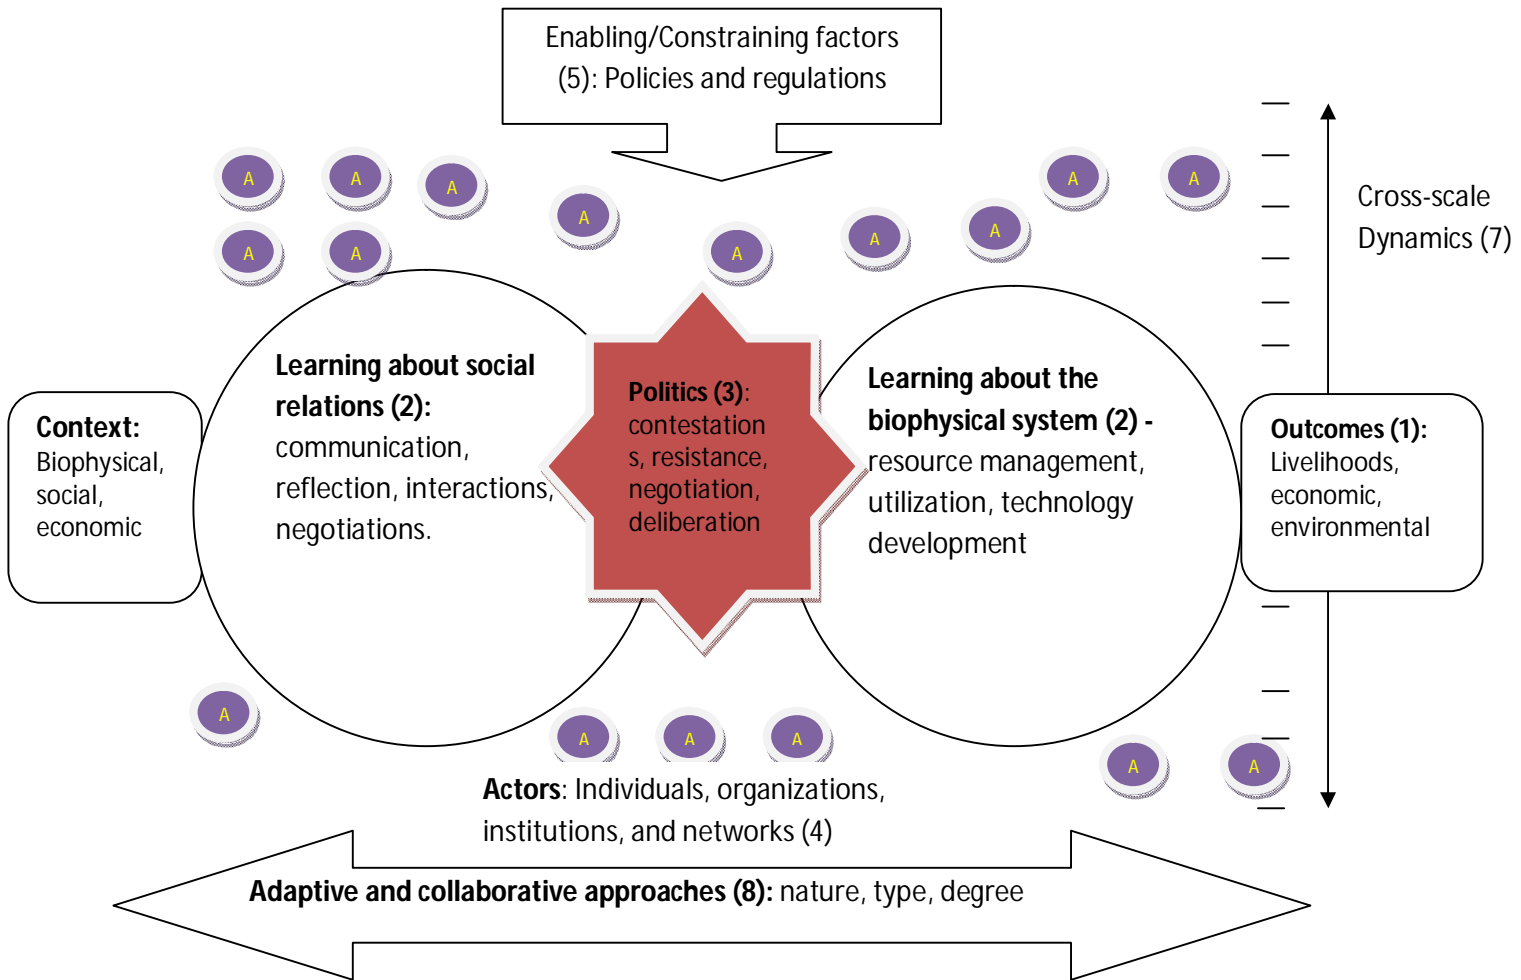 Enabling/Constraining factors
(5): Policies and regulations
A
A
A
A
A
A
A
A
A
A
A
Cross-scale
Dynamics (7)
Context:
Biophysical,
social,
economic
Learning about social
relations (2):
communication,
reflection, interactions,
negotiations.
Politics (3):
contestation
s, resistance,
negotiation,
deliberation
Learning about the
biophysical system (2) -
resource management,
utilization, technology
development
Outcomes (1):
Livelihoods,
economic,
environmental
A
A
A
A
A
A
Actors: Individuals, organizations,
institutions, and networks (4)
Adaptive and collaborative approaches (8): nature, type, degree